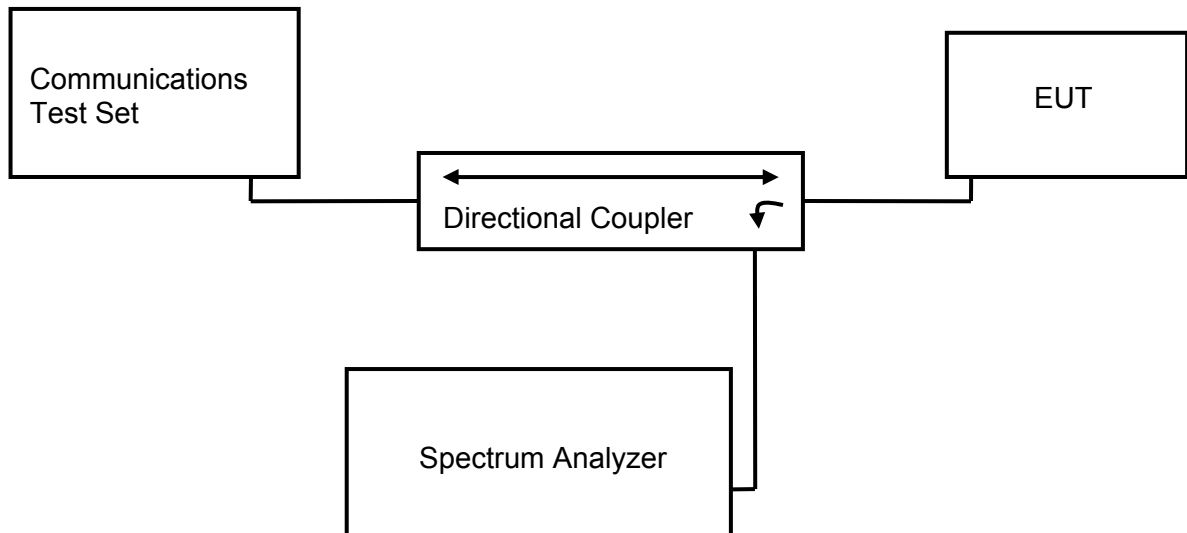 Communications
Test Set
EUT
Directional Coupler
Spectrum Analyzer